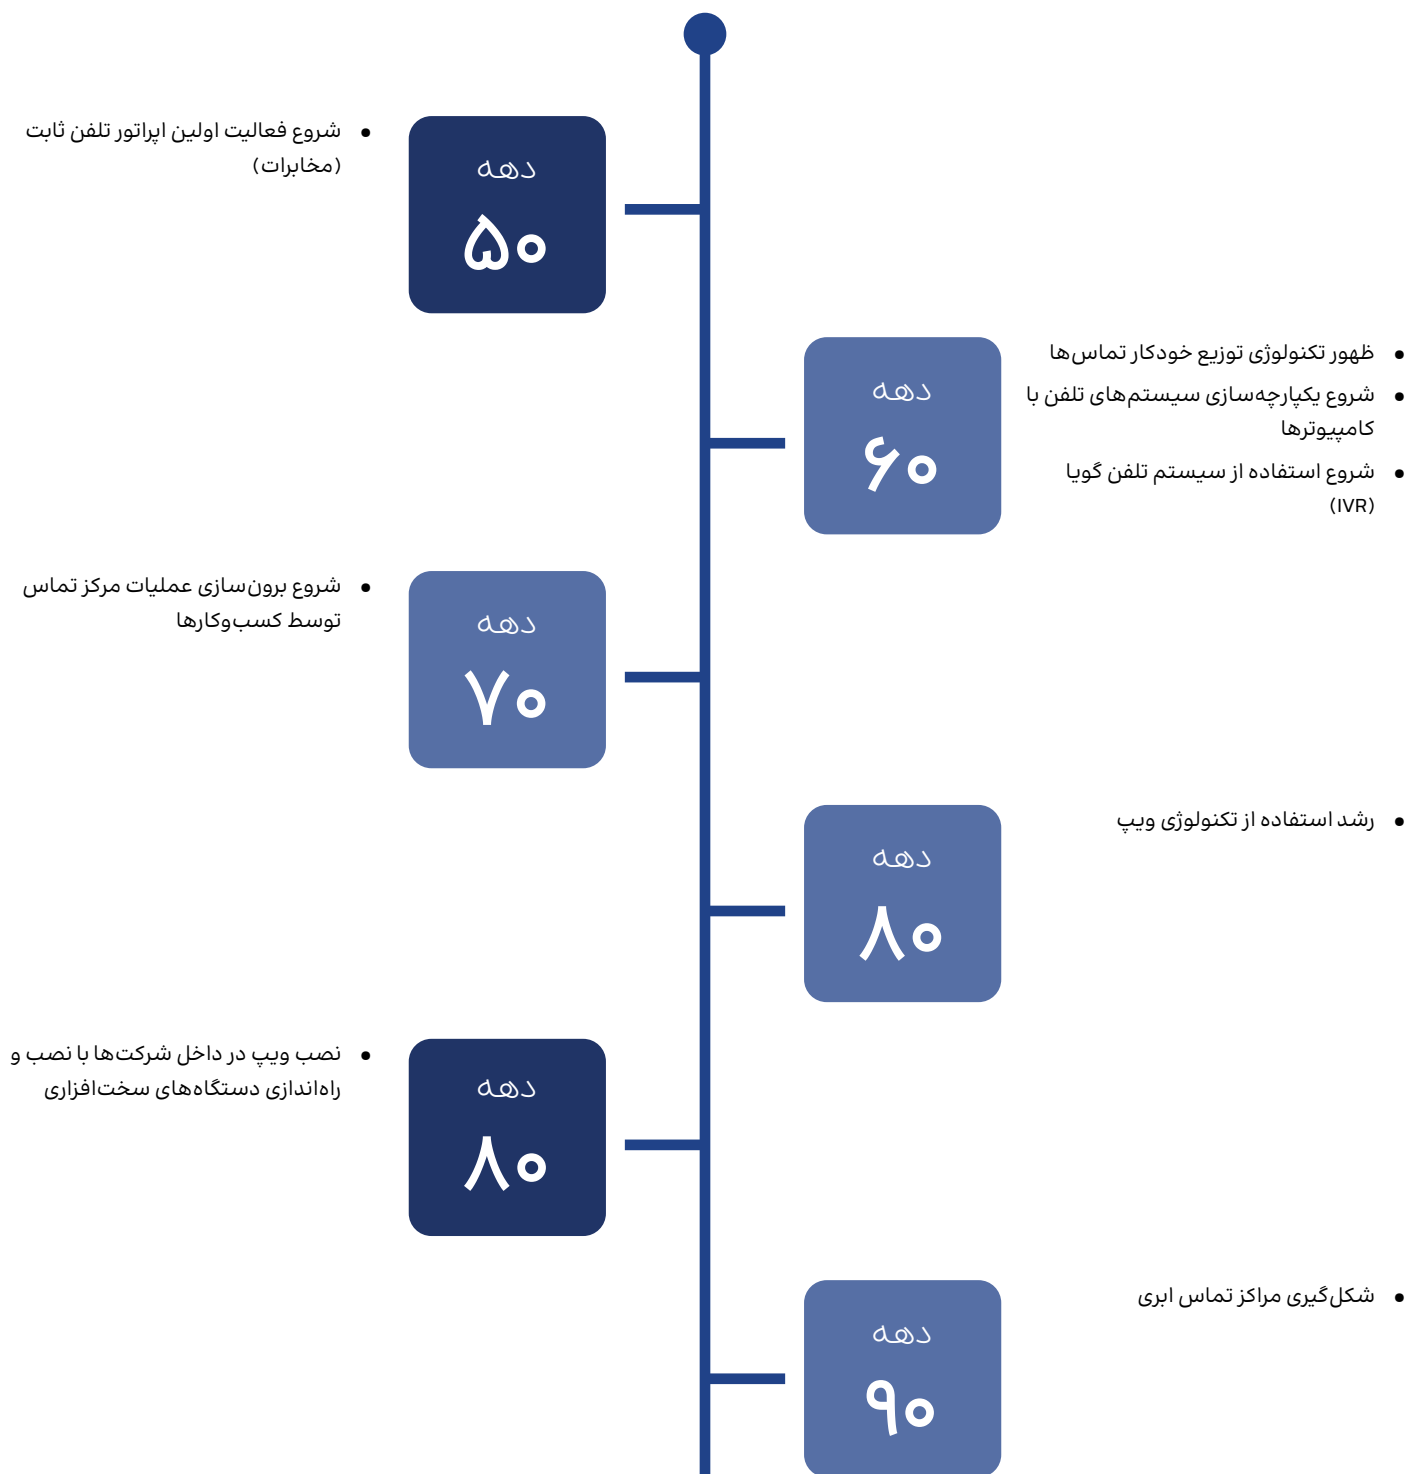 دهه
۵۰
شروع فعالیت اولین اپراتور تلفن ثابت
(مخابرات)
دهه
۶۰
ظهور تکنولوژی توزیع خودکار تماس‌ها
شروع یکپارچه‌سازی سیستم‌های تلفن با
کامپیوترها
شروع استفاده از سیستم تلفن گویا
(IVR)
دهه
۷۰
شروع برون‌سازی عملیات مرکز تماس
توسط کسب‌وکارها
دهه
۸۰
رشد استفاده از تکنولوژی ویپ
دهه
۸۰
نصب ویپ در داخل شرکت‌ها با نصب و
راه‌اندازی دستگاه‌های سخت‌افزاری
دهه
۹۰
شکل‌گیری مراکز تماس ابری